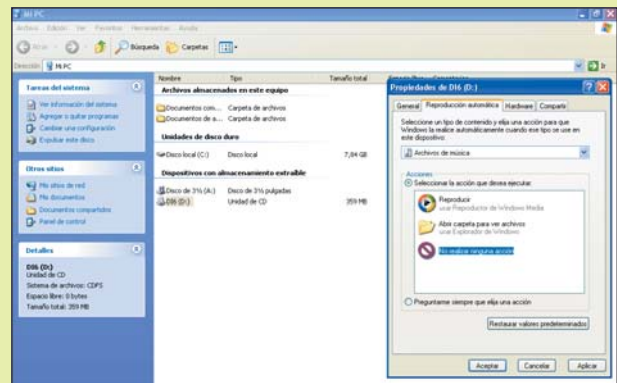 Mi PC
Archivo Edición Ver Favoritos Herramientas Ayuda
Atrás
Búsqueda
Carpetas
Dirección
Mi PC
Ir
Tareas del sistema
Ver información del sistema
Agregar o quitar programas
Cambiar una configuración
Expulsar este disco
Otros sitios
Mis sitios de red
Mis documentos
Documentos compartidos
Panel de control
Detalles
D16 (D:)
Unidad de CD
Sistema de archivos: CDFS
Espacio libre: 0 bytes
Tamaño total: 359 MB
Nombre Tipo Tamaño total
Archivos almacenados en este equipo
Documentos com... Carpeta de archivos
Documentos de a... Carpeta de archivos
Unidades de disco duro
Disco local (C:) Disco local 7,84 GB
Dispositivos con almacenamiento extraíble
Disco de 3½ (A:) Disco de 3½ pulgadas
D16 (D:) Unidad de CD 359 MB
Propiedades de D16 (D:)
General Reproducción automática Hardware Compartir
Seleccione un tipo de contenido y elija una acción para que
Windows la realice automáticamente cuando ese tipo se use en
este dispositivo:
Archivos de música
Acciones
Seleccionar la acción que desea ejecutar:
Reproducir
usar Reproductor de Windows Media
Abrir carpeta para ver archivos
usar Explorador de Windows
No realizar ninguna acción
Preguntarme siempre que elija una acción
Restaurar valores predeterminados
Aceptar Cancelar Aplicar